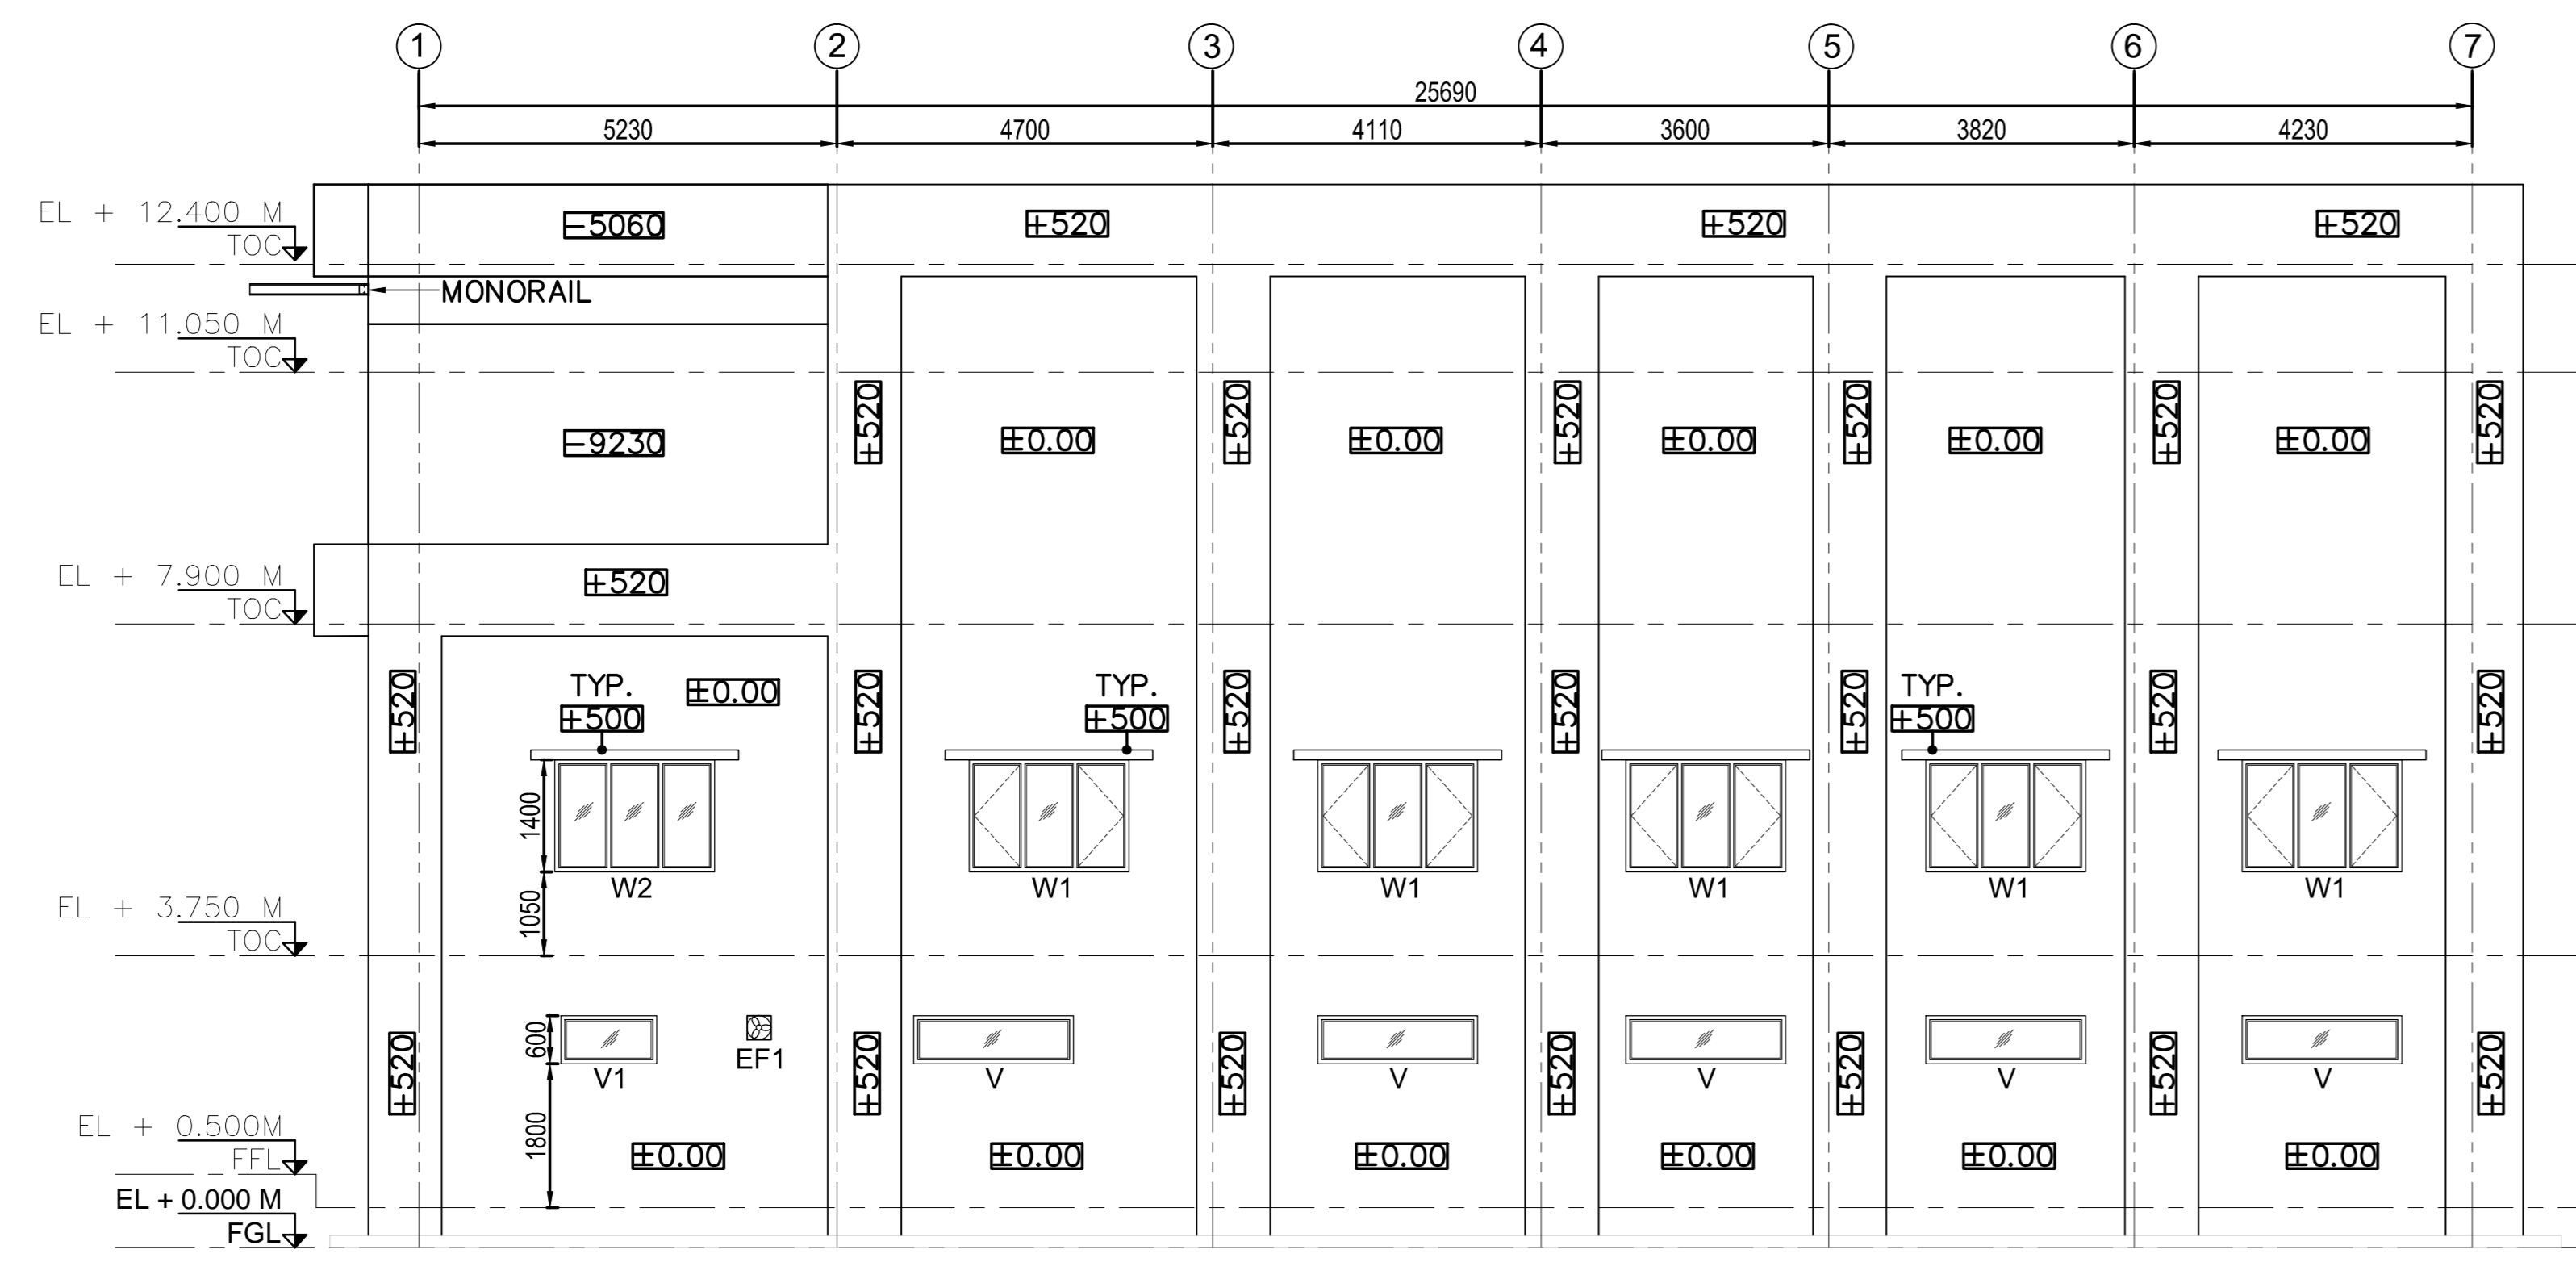 1 2 3 4 5 6 7
25690
5230 4700 4110 3600 3820 4230
EL + 12.400 M
TOC
-5060 +520 +520 +520
MONORAIL
EL + 11.050 M
TOC
+520 +520 +520 +520 +520 +520
-9230 ±0.00 ±0.00 ±0.00 ±0.00 ±0.00
EL + 7.900 M
TOC
+520
+520 +520 +520 +520 +520 +520 +520
TYP. ±0.00 TYP. TYP.
+500 +500 +500
1400
W2 W1 W1 W1 W1 W1
EL + 3.750 M
TOC
1050
600
V1 EF1 V V V V V
+520 +520 +520 +520 +520 +520 +520
1800
EL + 0.500M
FFL
±0.00 ±0.00 ±0.00 ±0.00 ±0.00 ±0.00
EL + 0.000 M
FGL